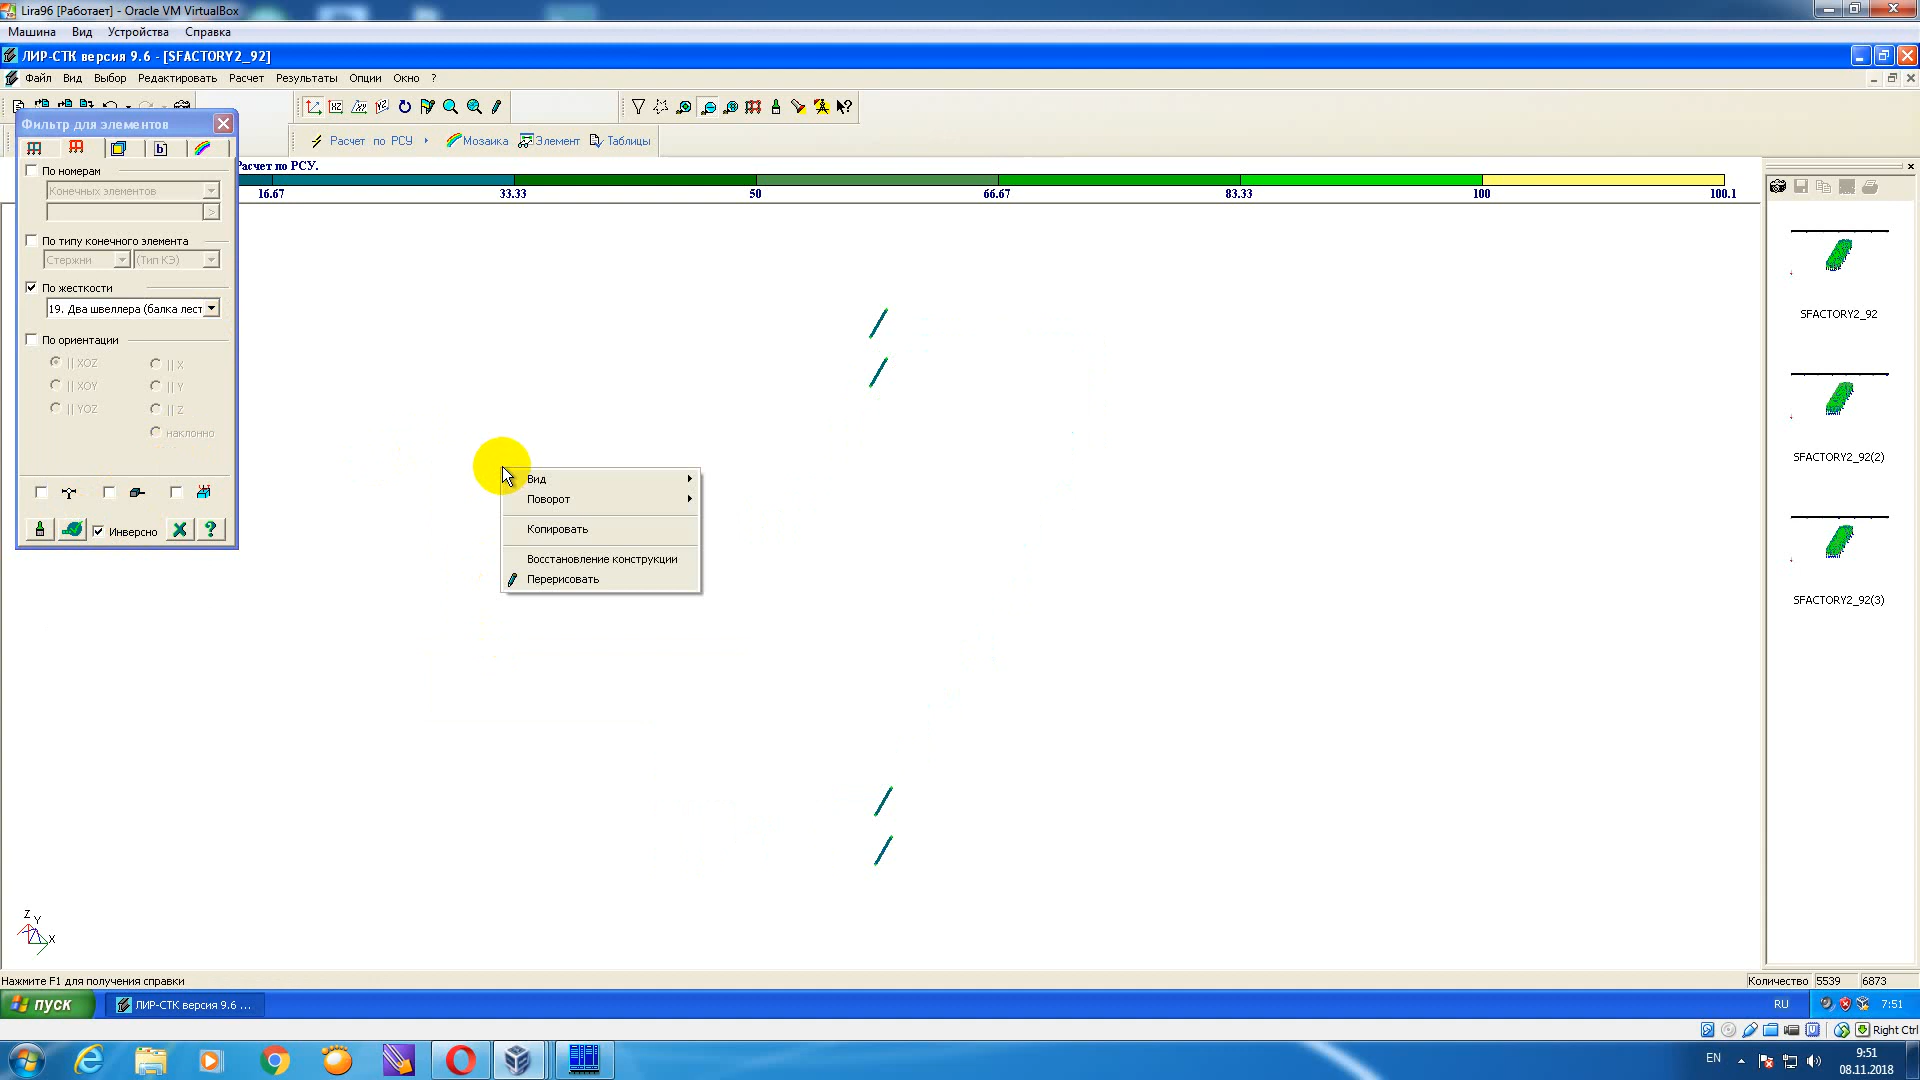 Lira96 [Работает] - Oracle VM VirtualBox
Машина Вид Устройства Справка
ЛИР-СТК версия 9.6 - [SFACTORY2_92]
Файл Вид Выбор Редактировать Расчет Результаты Опции Окно ?
Фильтр для элементов
Расчет по РСУ Мозаика Элемент Таблицы
Расчет по РСУ.
16.67 33.33 50 66.67 83.33 100 100.1
По номерам
Конечных элементов
>
По типу конечного элемента
Стержни (Тип КЭ)
По жесткости
19. Два швеллера (балка лест
По ориентации
|| XOZ || X
|| XOY || Y
|| YOZ || Z
наклонно
Инверсно
Вид
Поворот
Копировать
Восстановление конструкции
Перерисовать
SFACTORY2_92
SFACTORY2_92(2)
SFACTORY2_92(3)
Z
Y
X
Нажмите F1 для получения справки
Количество 5539 6873
пуск
ЛИР-СТК версия 9.6 ...
RU
7:51
Right Ctrl
EN
9:51
08.11.2018